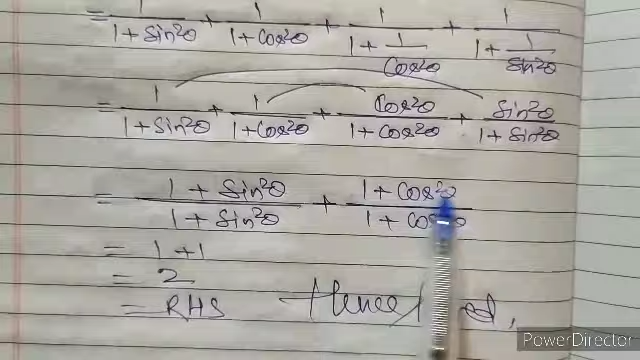 = 1/(1 + Sin²θ) + 1/(1 + Cos²θ) + 1/(1 + 1/Cos²θ) + 1/(1 + 1/Sin²θ)
= 1/(1 + Sin²θ) + 1/(1 + Cos²θ) + Cos²θ/(1 + Cos²θ) + Sin²θ/(1 + Sin²θ)
= (1 + Sin²θ)/(1 + Sin²θ) + (1 + Cos²θ)/(1 + Cos²θ)
= 1 + 1
= 2
= RHS Hence
PowerDirector